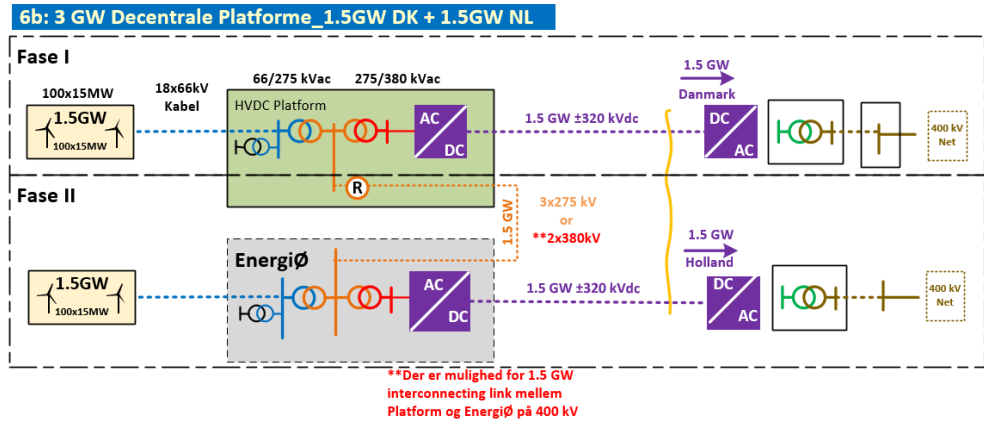 6b: 3 GW Decentrale Platforme_1.5GW DK + 1.5GW NL
Fase I
100x15MW
1.5GW
100x15MW
18x66kV
Kabel
66/275 kVac
275/380 kVac
HVDC Platform
AC
DC
1.5 GW ±320 kVdc
1.5 GW
Danmark
DC
AC
400 kV
Net
R
Fase II
1.5 GW
3x275 kV
or
**2x380kV
1.5GW
100x15MW
EnergiØ
AC
DC
1.5 GW ±320 kVdc
1.5 GW
Holland
DC
AC
400 kV
Net
**Der er mulighed for 1.5 GW
interconnecting link mellem
Platform og EnergiØ på 400 kV